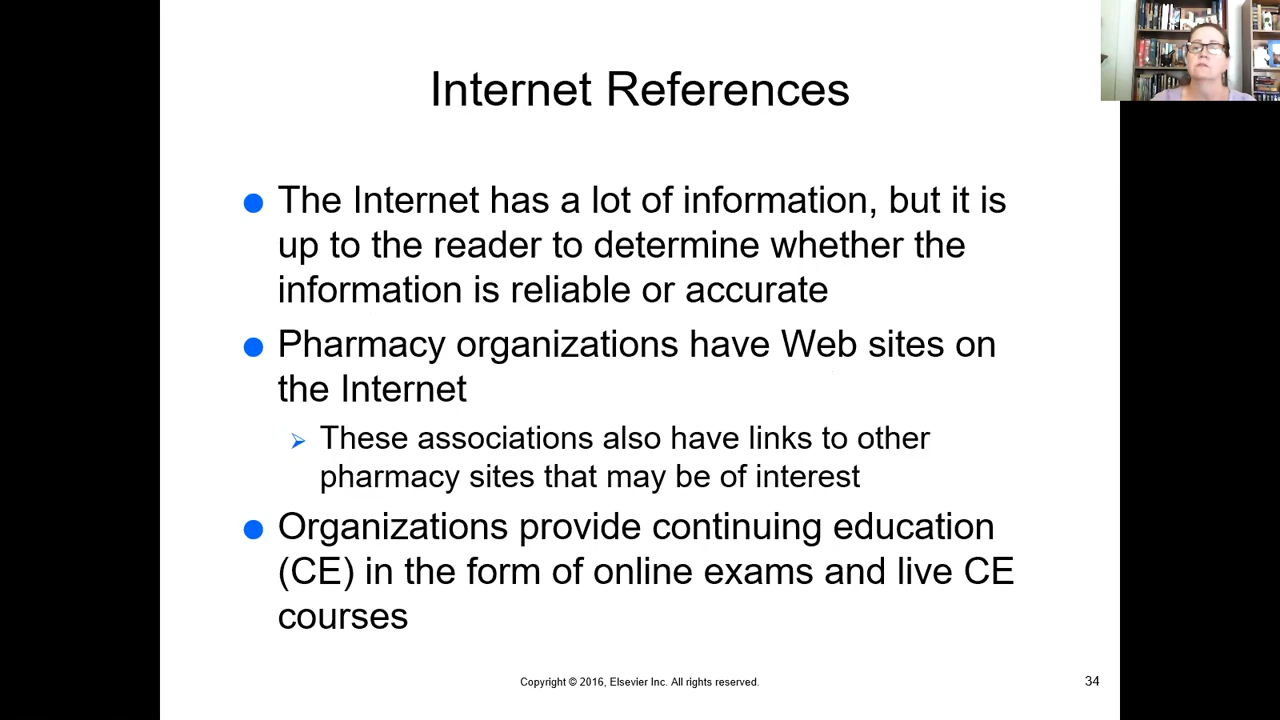 Internet References
The Internet has a lot of information, but it is
up to the reader to determine whether the
information is reliable or accurate
Pharmacy organizations have Web sites on
the Internet
These associations also have links to other
pharmacy sites that may be of interest
Organizations provide continuing education
(CE) in the form of online exams and live CE
courses
Copyright © 2016, Elsevier Inc. All rights reserved.
34